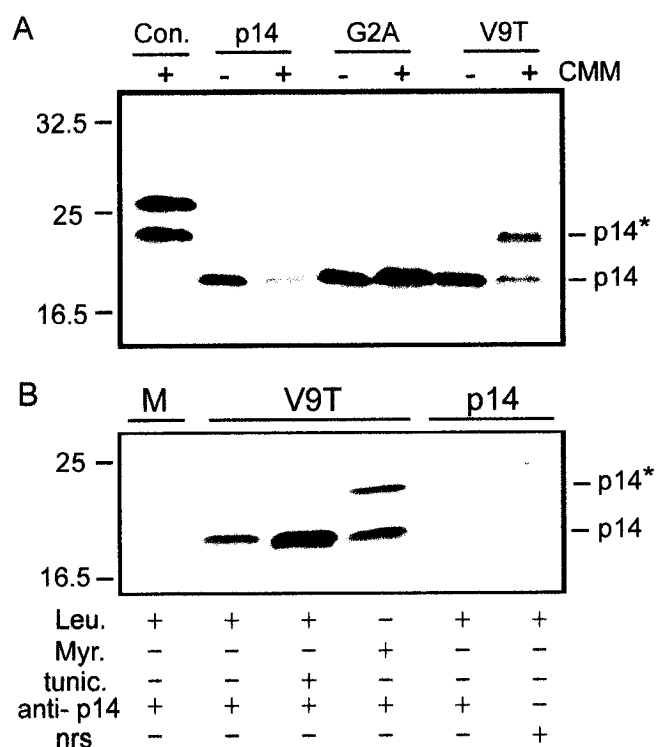 A
Con. p14 G2A V9T
+ - + - + - + CMM
32.5
25
p14*
p14
16.5
B
M V9T p14
25
p14*
p14
16.5
Leu. + + + − + +
Myr. − − − + − −
tunic. − − + − − −
anti- p14 + + + + + −
nrs − − − − − +